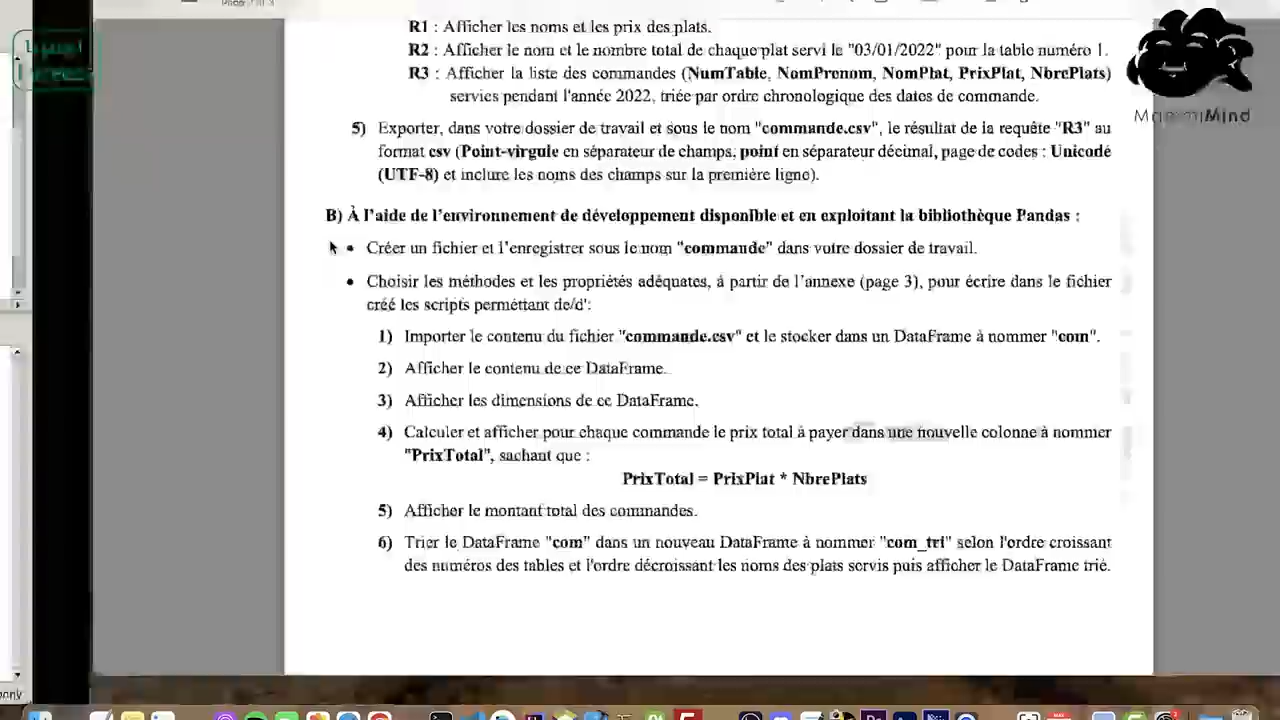 R1 : Afficher les noms et les prix des plats.
R2 : Afficher le nom et le nombre total de chaque plat servi le "03/01/2022" pour la table numéro 1.
R3 : Afficher la liste des commandes (NumTable, NomPrenom, NomPlat, PrixPlat, NbrePlats)
servies pendant l'année 2022, triée par ordre chronologique des dates de commande.
5) Exporter, dans votre dossier de travail et sous le nom "commande.csv", le résultat de la requête "R3" au
format csv (Point-virgule en séparateur de champs, point en séparateur décimal, page de codes : Unicode
(UTF-8) et inclure les noms des champs sur la première ligne).
B) À l'aide de l'environnement de développement disponible et en exploitant la bibliothèque Pandas :
• Créer un fichier et l'enregistrer sous le nom "commande" dans votre dossier de travail.
• Choisir les méthodes et les propriétés adéquates, à partir de l'annexe (page 3), pour écrire dans le fichier
créé les scripts permettant de/d':
1) Importer le contenu du fichier "commande.csv" et le stocker dans un DataFrame à nommer "com".
2) Afficher le contenu de ce DataFrame.
3) Afficher les dimensions de ce DataFrame.
4) Calculer et afficher pour chaque commande le prix total à payer dans une nouvelle colonne à nommer
"PrixTotal", sachant que :
PrixTotal = PrixPlat * NbrePlats
5) Afficher le montant total des commandes.
6) Trier le DataFrame "com" dans un nouveau DataFrame à nommer "com_tri" selon l'ordre croissant
des numéros des tables et l'ordre décroissant les noms des plats servis puis afficher le DataFrame trié.